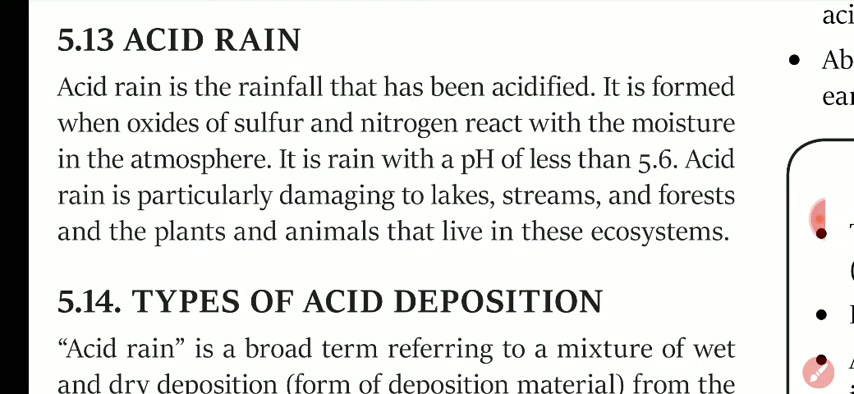 5.13 ACID RAIN
Acid rain is the rainfall that has been acidified. It is formed
when oxides of sulfur and nitrogen react with the moisture
in the atmosphere. It is rain with a pH of less than 5.6. Acid
rain is particularly damaging to lakes, streams, and forests
and the plants and animals that live in these ecosystems.
5.14. TYPES OF ACID DEPOSITION
“Acid rain” is a broad term referring to a mixture of wet
and dry deposition (form of deposition material) from the